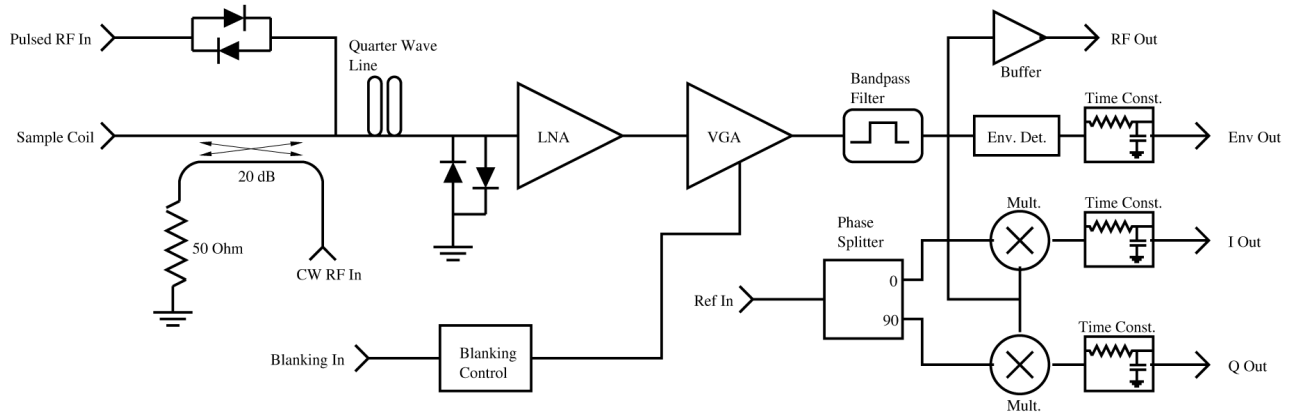 Pulsed RF In
Quarter Wave
Line
RF Out
Buffer
Bandpass
Filter
Time Const.
Sample Coil
LNA
VGA
Env. Det.
Env Out
20 dB
50 Ohm
CW RF In
Mult.
Time Const.
Phase
Splitter
I Out
0
Ref In
90
Time Const.
Blanking In
Blanking
Control
Q Out
Mult.